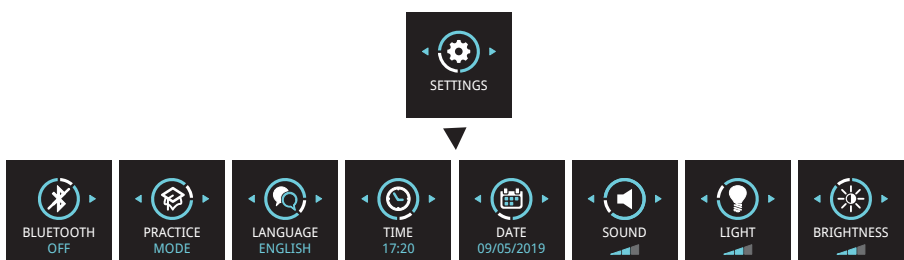 SETTINGS
BLUETOOTH
OFF
PRACTICE
MODE
LANGUAGE
ENGLISH
TIME
17:20
DATE
09/05/2019
SOUND
LIGHT
BRIGHTNESS